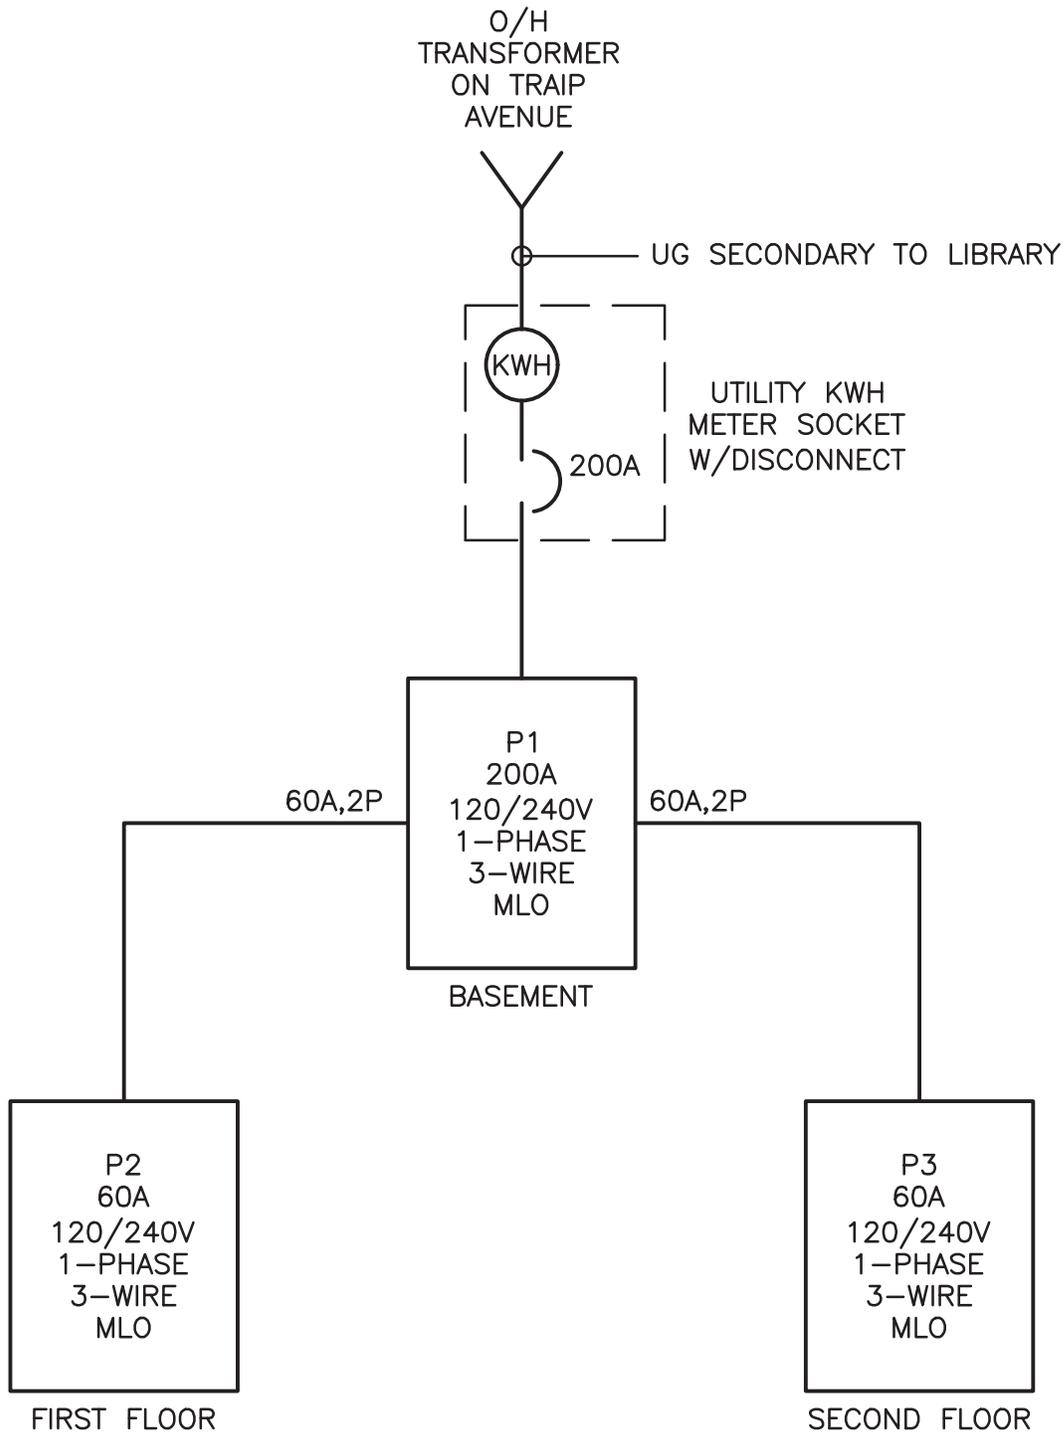 O/H
TRANSFORMER
ON TRAIP
AVENUE
UG SECONDARY TO LIBRARY
KWH
UTILITY KWH
METER SOCKET
W/DISCONNECT
200A
P1
200A
120/240V
1-PHASE
3-WIRE
MLO
60A,2P
60A,2P
BASEMENT
P2
60A
120/240V
1-PHASE
3-WIRE
MLO
FIRST FLOOR
P3
60A
120/240V
1-PHASE
3-WIRE
MLO
SECOND FLOOR